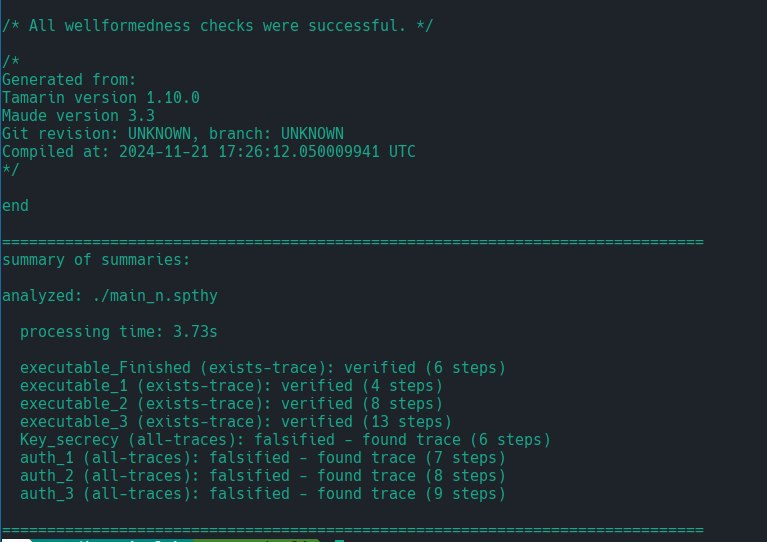 /* All wellformedness checks were successful. */
/*
Generated from:
Tamarin version 1.10.0
Maude version 3.3
Git revision: UNKNOWN, branch: UNKNOWN
Compiled at: 2024-11-21 17:26:12.050009941 UTC
*/
end
==============================================================================
summary of summaries:
analyzed: ./main_n.spthy
processing time: 3.73s
executable_Finished (exists-trace): verified (6 steps)
executable_1 (exists-trace): verified (4 steps)
executable_2 (exists-trace): verified (8 steps)
executable_3 (exists-trace): verified (13 steps)
Key_secrecy (all-traces): falsified - found trace (6 steps)
auth_1 (all-traces): falsified - found trace (7 steps)
auth_2 (all-traces): falsified - found trace (8 steps)
auth_3 (all-traces): falsified - found trace (9 steps)
==============================================================================